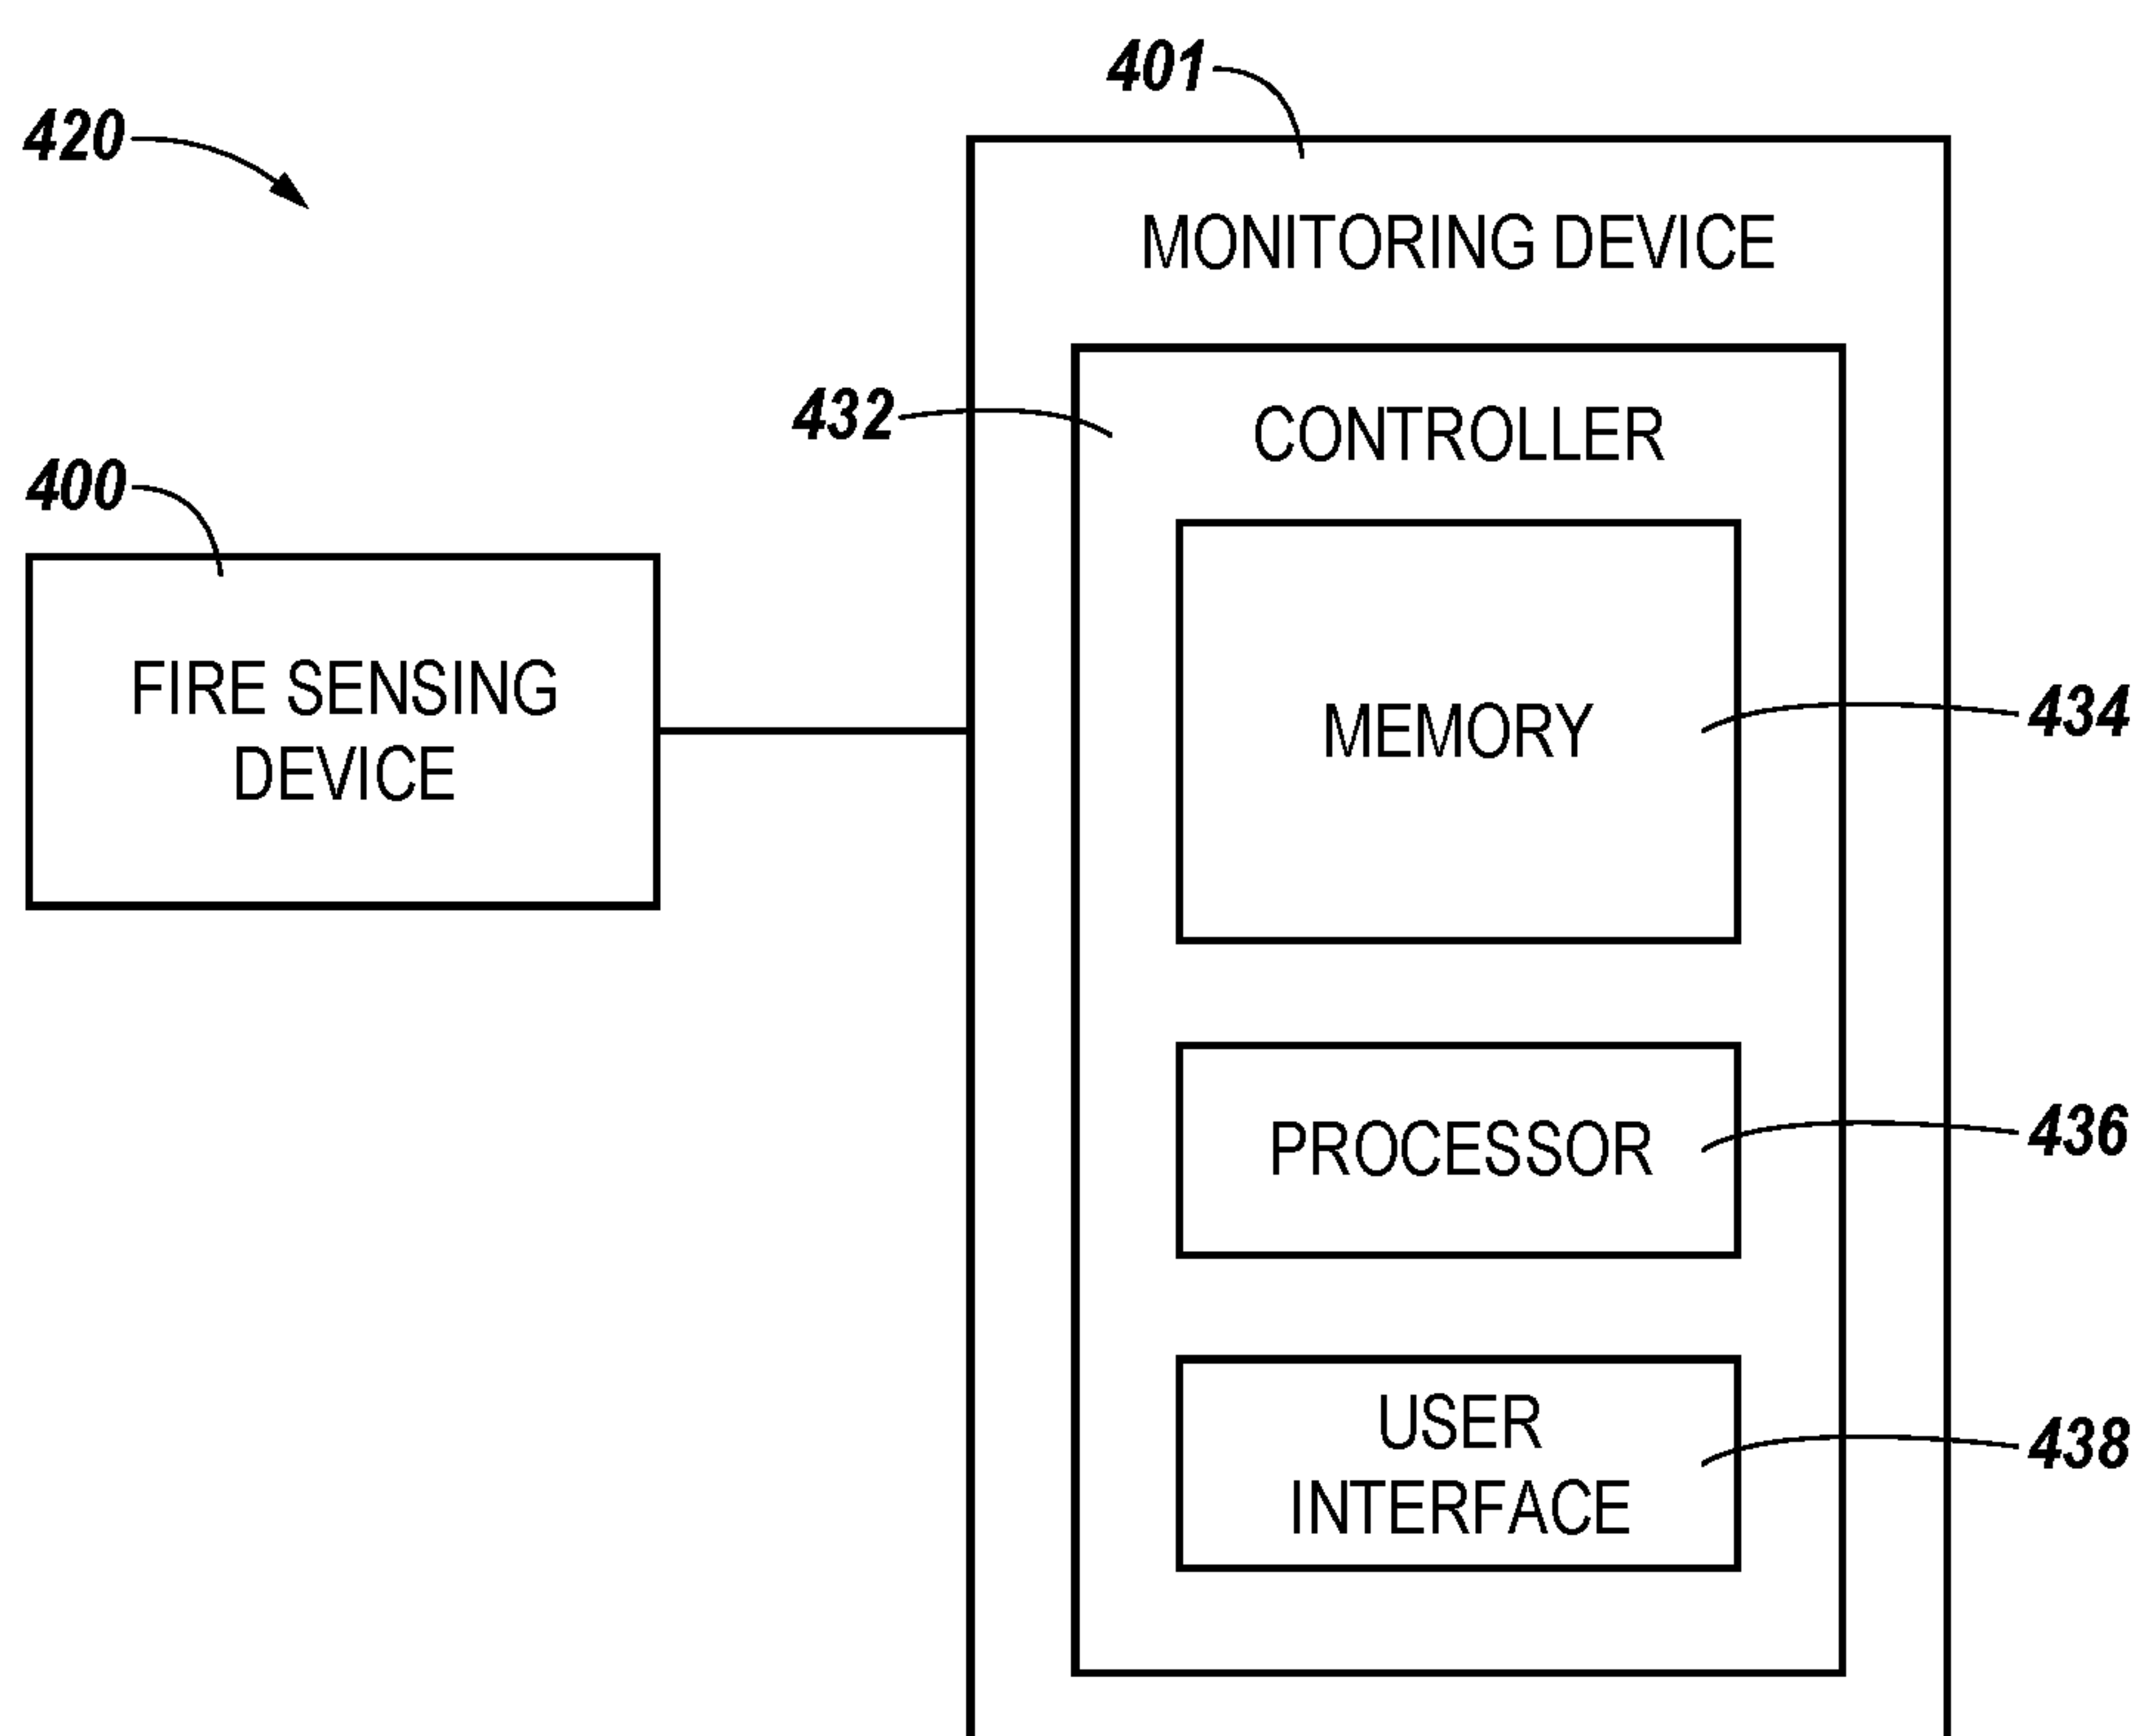 401
420
MONITORING DEVICE
432
CONTROLLER
400
FIRE SENSING
DEVICE
MEMORY
434
PROCESSOR
436
USER
INTERFACE
438